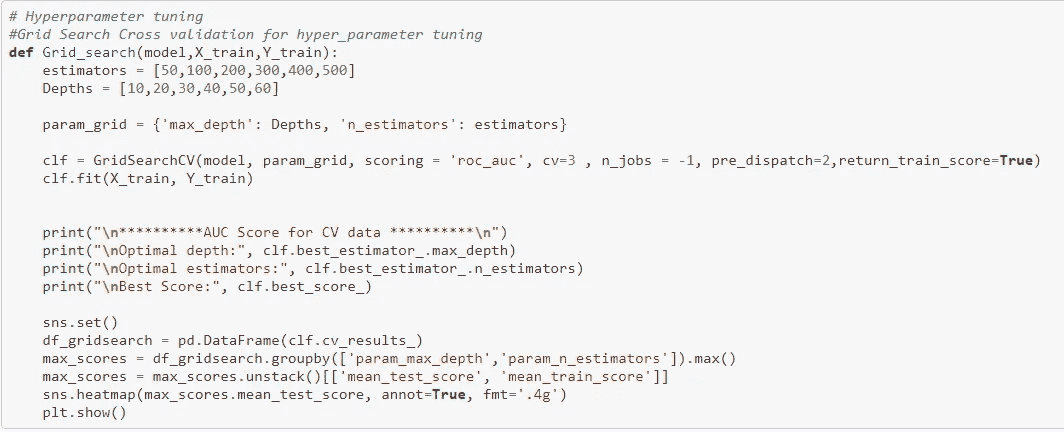 # Hyperparameter tuning
#Grid Search Cross validation for hyper_parameter tuning
def Grid_search(model,X_train,Y_train):
    estimators = [50,100,200,300,400,500]
    Depths = [10,20,30,40,50,60]
    param_grid = {'max_depth': Depths, 'n_estimators': estimators}
    clf = GridSearchCV(model, param_grid, scoring = 'roc_auc', cv=3 , n_jobs = -1, pre_dispatch=2,return_train_score=True)
    clf.fit(X_train, Y_train)
    print("\n**********AUC Score for CV data **********\n")
    print("\nOptimal depth:", clf.best_estimator_.max_depth)
    print("\nOptimal estimators:", clf.best_estimator_.n_estimators)
    print("\nBest Score:", clf.best_score_)
    sns.set()
    df_gridsearch = pd.DataFrame(clf.cv_results_)
    max_scores = df_gridsearch.groupby(['param_max_depth','param_n_estimators']).max()
    max_scores = max_scores.unstack()[['mean_test_score', 'mean_train_score']]
    sns.heatmap(max_scores.mean_test_score, annot=True, fmt='.4g')
    plt.show()